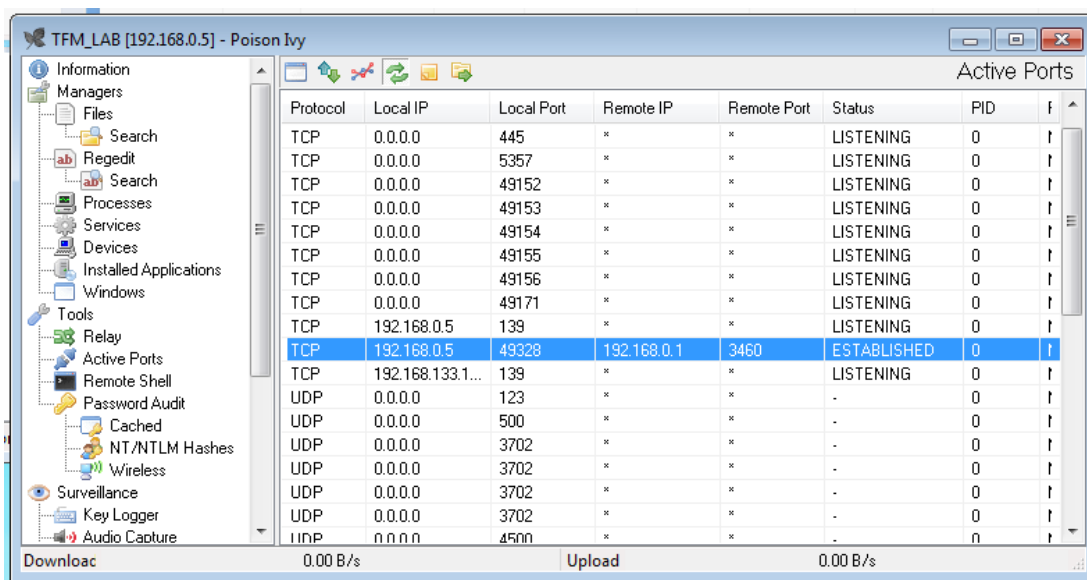 TFM_LAB [192.168.0.5] - Poison Ivy
Information
Managers
Files
Search
Regedit
Search
Processes
Services
Devices
Installed Applications
Windows
Tools
Relay
Active Ports
Remote Shell
Password Audit
Cached
NT/NTLM Hashes
Wireless
Surveillance
Key Logger
Audio Capture
Active Ports
Protocol Local IP Local Port Remote IP Remote Port Status PID
TCP 0.0.0.0 445 * * LISTENING 0
TCP 0.0.0.0 5357 * * LISTENING 0
TCP 0.0.0.0 49152 * * LISTENING 0
TCP 0.0.0.0 49153 * * LISTENING 0
TCP 0.0.0.0 49154 * * LISTENING 0
TCP 0.0.0.0 49155 * * LISTENING 0
TCP 0.0.0.0 49156 * * LISTENING 0
TCP 0.0.0.0 49171 * * LISTENING 0
TCP 192.168.0.5 139 * * LISTENING 0
TCP 192.168.0.5 49328 192.168.0.1 3460 ESTABLISHED 0
TCP 192.168.133.1... 139 * * LISTENING 0
UDP 0.0.0.0 123 * * - 0
UDP 0.0.0.0 500 * * - 0
UDP 0.0.0.0 3702 * * - 0
UDP 0.0.0.0 3702 * * - 0
UDP 0.0.0.0 3702 * * - 0
UDP 0.0.0.0 3702 * * - 0
UDP 0.0.0.0 4500 * * - 0
Downloac 0.00 B/s Upload 0.00 B/s